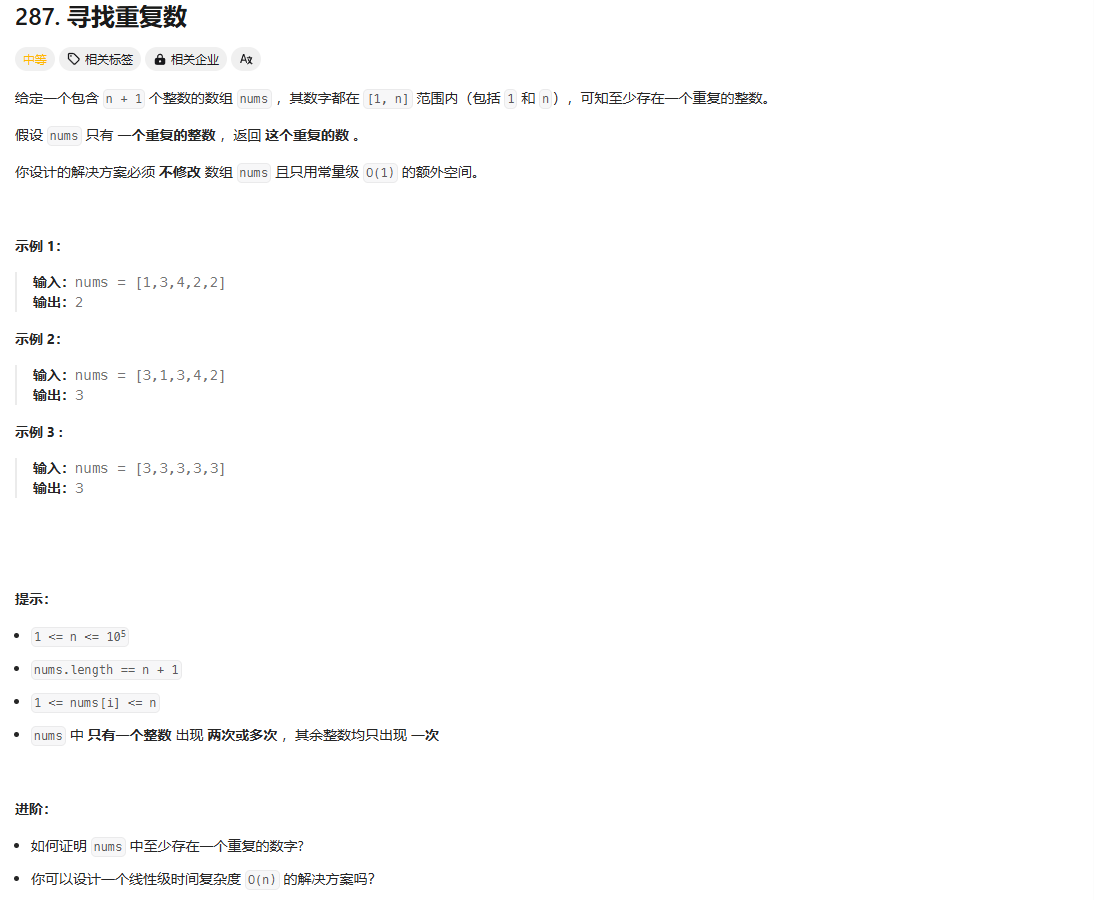 287. 寻找重复数
中等 相关标签 相关企业 Aあ
给定一个包含 n + 1 个整数的数组 nums ，其数字都在 [1, n] 范围内（包括 1 和 n），可知至少存在一个重复的整数。
假设 nums 只有 一个重复的整数 ，返回 这个重复的数 。
你设计的解决方案必须 不修改 数组 nums 且只用常量级 O(1) 的额外空间。
示例 1：
输入：nums = [1,3,4,2,2]
输出：2
示例 2：
输入：nums = [3,1,3,4,2]
输出：3
示例 3 :
输入：nums = [3,3,3,3,3]
输出：3
提示：
• 1 <= n <= 10⁵
• nums.length == n + 1
• 1 <= nums[i] <= n
• nums 中 只有一个整数 出现 两次或多次 ，其余整数均只出现 一次
进阶：
• 如何证明 nums 中至少存在一个重复的数字?
• 你可以设计一个线性级时间复杂度 O(n) 的解决方案吗?